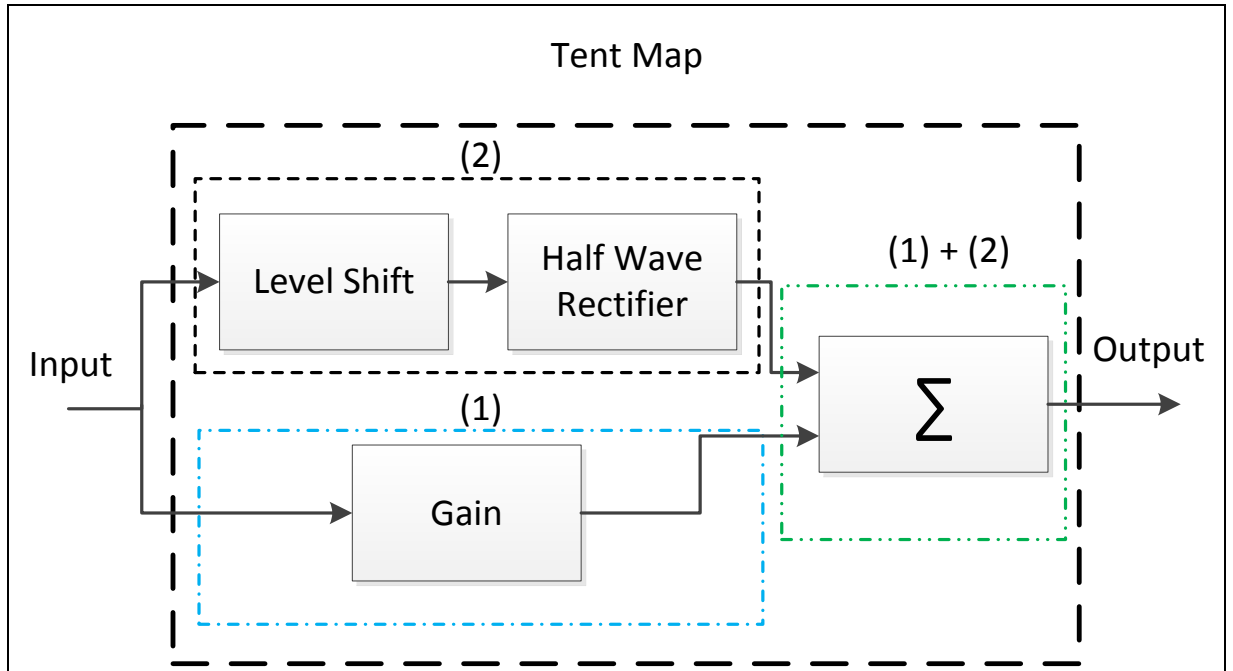 Tent Map
(2)
Level Shift
Half Wave
Rectifier
(1) + (2)
Input
Output
(1)
∑
Gain